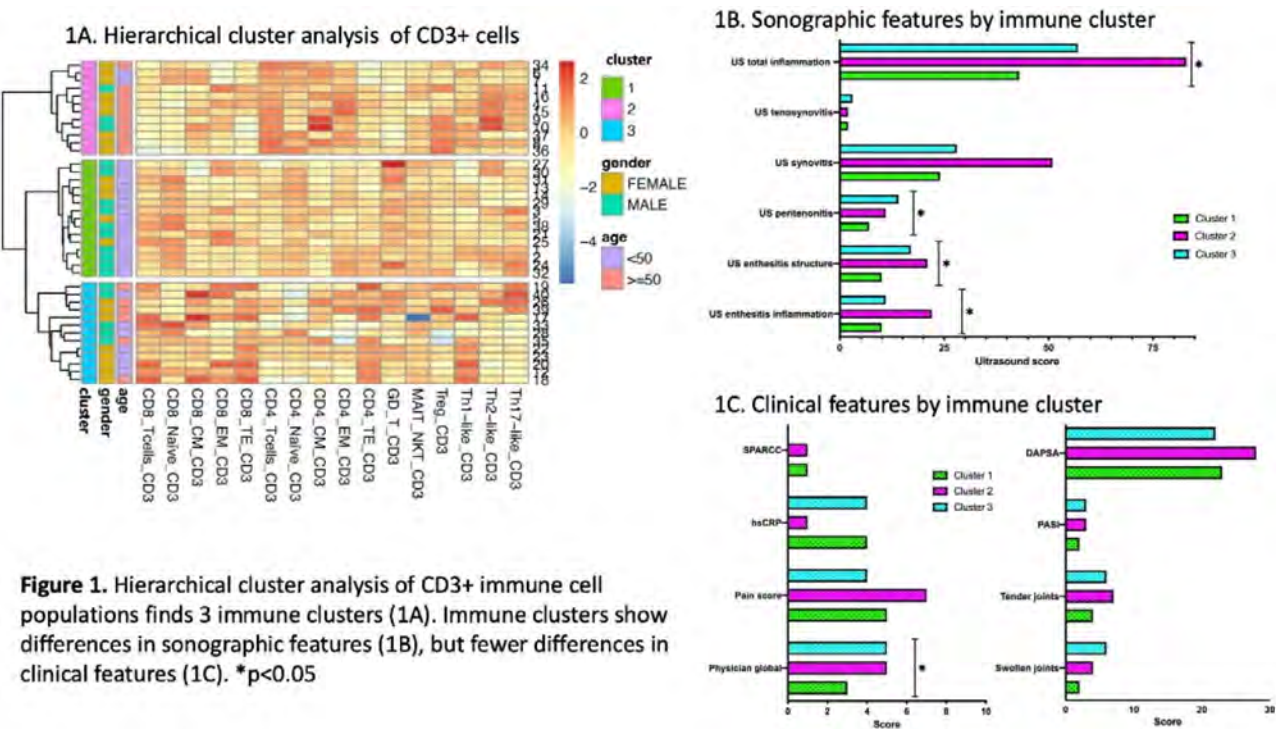 1A. Hierarchical cluster analysis of CD3+ cells
cluster
1
2
3
gender
FEMALE
MALE
age
<50
>=50
2
0
−2
−4
cluster
gender
age
CD8_Tcells_CD3
CD8_Naïve_CD3
CD8_CM_CD3
CD8_EM_CD3
CD8_TE_CD3
CD4_Tcells_CD3
CD4_Naïve_CD3
CD4_CM_CD3
CD4_EM_CD3
CD4_TE_CD3
GD_T_CD3
MAIT_NKT_CD3
Treg_CD3
Th1−like_CD3
Th2−like_CD3
Th17−like_CD3
1B. Sonographic features by immune cluster
US total inflammation
*
US tenosynovitis
US synovitis
US peritenonitis
*
US enthesitis structure
*
US enthesitis inflammation
*
Cluster 1
Cluster 2
Cluster 3
0 25 50 75
Ultrasound score
1C. Clinical features by immune cluster
SPARCC
hsCRP
Pain score
Physician global
*
Cluster 1
Cluster 2
Cluster 3
0 2 4 6 8 10
Score
DAPSA
PASI
Tender joints
Swollen joints
0 10 20 30
Score
Figure 1. Hierarchical cluster analysis of CD3+ immune cell
populations finds 3 immune clusters (1A). Immune clusters show
differences in sonographic features (1B), but fewer differences in
clinical features (1C). *p<0.05